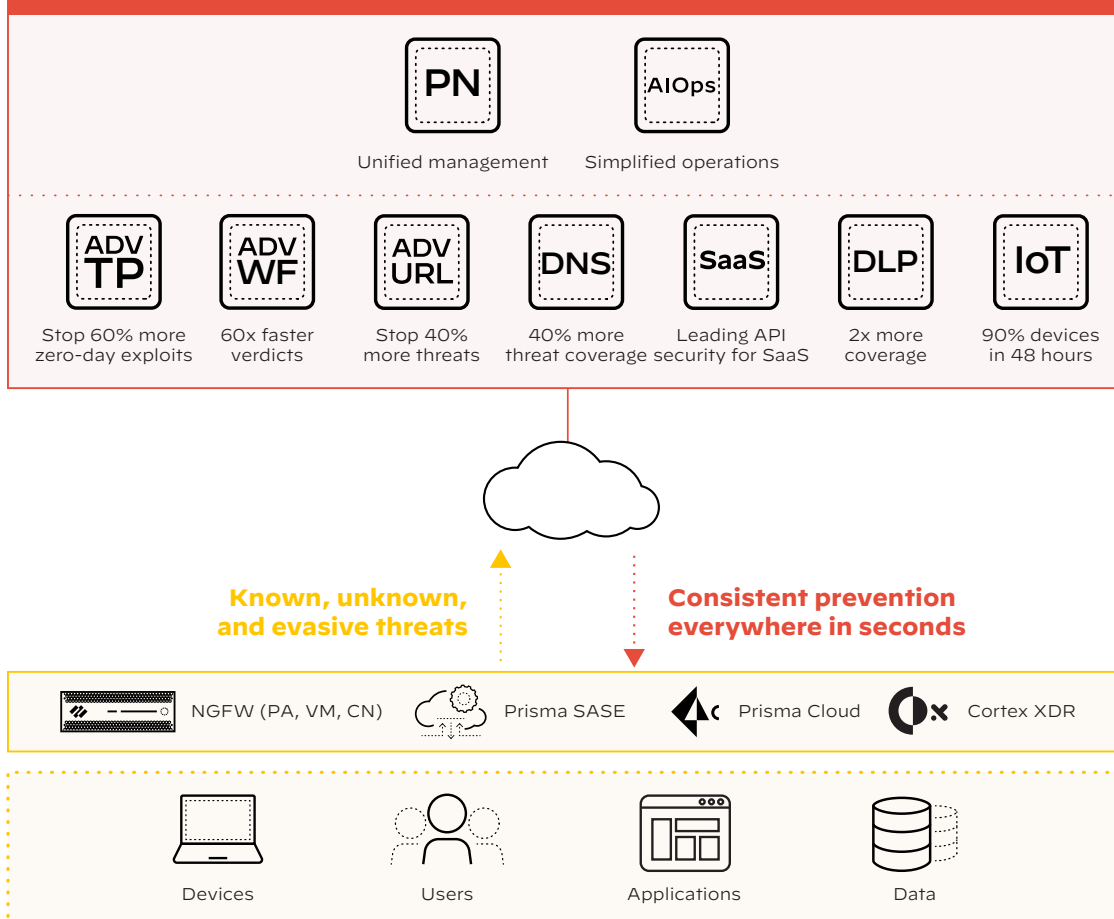 PN
AIOps
Unified management
Simplified operations
ADV
TP
ADV
WF
ADV
URL
DNS
SaaS
DLP
IoT
Stop 60% more
zero-day exploits
60x faster
verdicts
Stop 40%
more threats
40% more
threat coverage
Leading API
security for SaaS
2x more
coverage
90% devices
in 48 hours
Known, unknown,
and evasive threats
Consistent prevention
everywhere in seconds
NGFW (PA, VM, CN)
Prisma SASE
Prisma Cloud
Cortex XDR
Devices
Users
Applications
Data